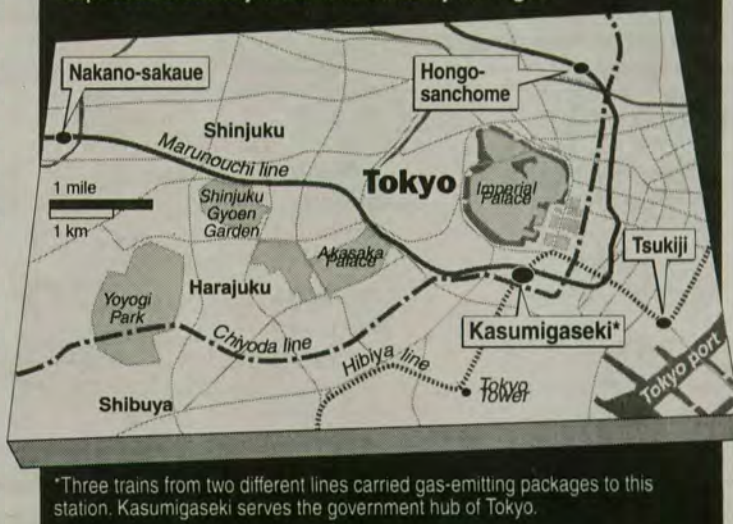 Nakano-sakaue
Hongo-
sanchome
Shinjuku
Marunouchi line
Tokyo
Imperial
Palace
1 mile
1 km
Shinjuku
Gyoen
Garden
Akasaka
Palace
Tsukiji
Yoyogi
Park
Harajuku
Kasumigaseki*
Chiyoda line
Hibiya line
Tokyo
Tower
Tokyo port
Shibuya
*Three trains from two different lines carried gas-emitting packages to this
station. Kasumigaseki serves the government hub of Tokyo.